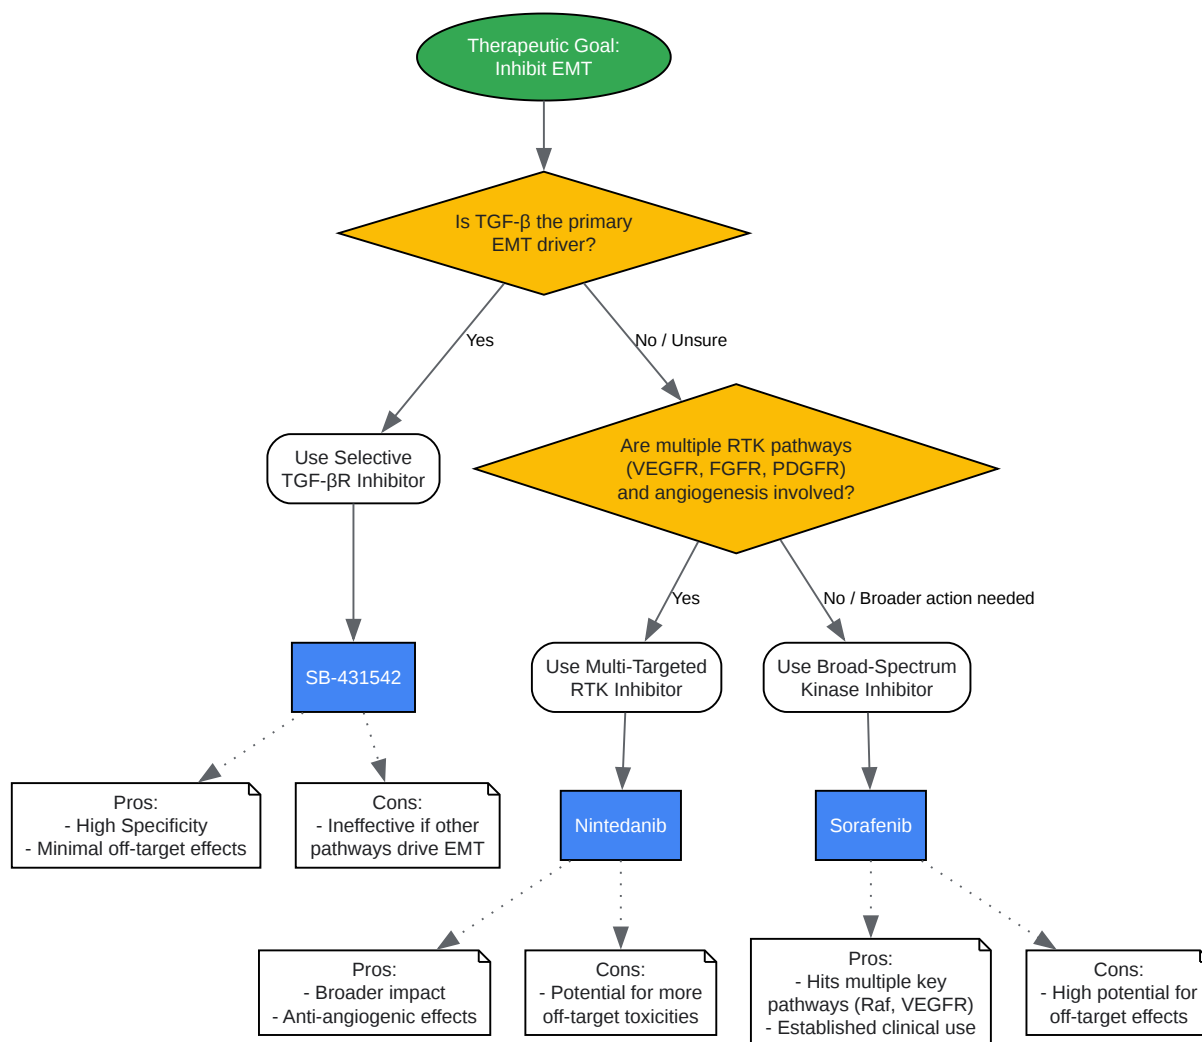 Therapeutic Goal:
Inhibit EMT
Is TGF-β the primary
EMT driver?
Yes
No / Unsure
Use Selective
TGF-βR Inhibitor
Are multiple RTK pathways
(VEGFR, FGFR, PDGFR)
and angiogenesis involved?
Yes
No / Broader action needed
SB-431542
Use Multi-Targeted
RTK Inhibitor
Use Broad-Spectrum
Kinase Inhibitor
Pros:
- High Specificity
- Minimal off-target effects
Cons:
- Ineffective if other
pathways drive EMT
Nintedanib
Sorafenib
Pros:
- Broader impact
- Anti-angiogenic effects
Cons:
- Potential for more
off-target toxicities
Pros:
- Hits multiple key
pathways (Raf, VEGFR)
- Established clinical use
Cons:
- High potential for
off-target effects